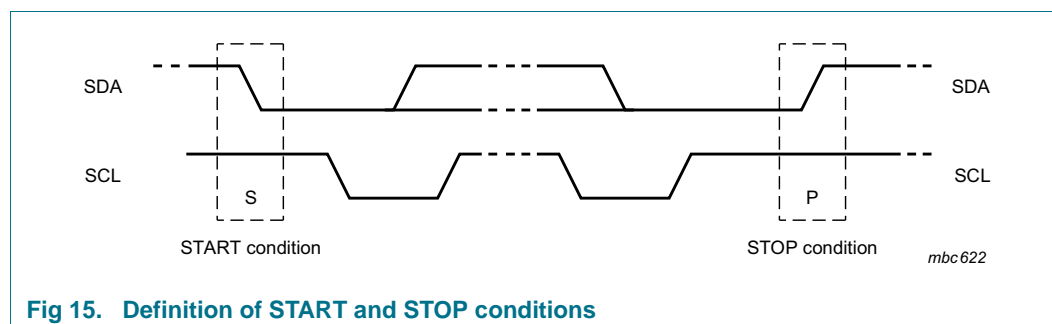 SDA SDA
SCL SCL
S P
START condition STOP condition
mbc622
Fig 15. Definition of START and STOP conditions